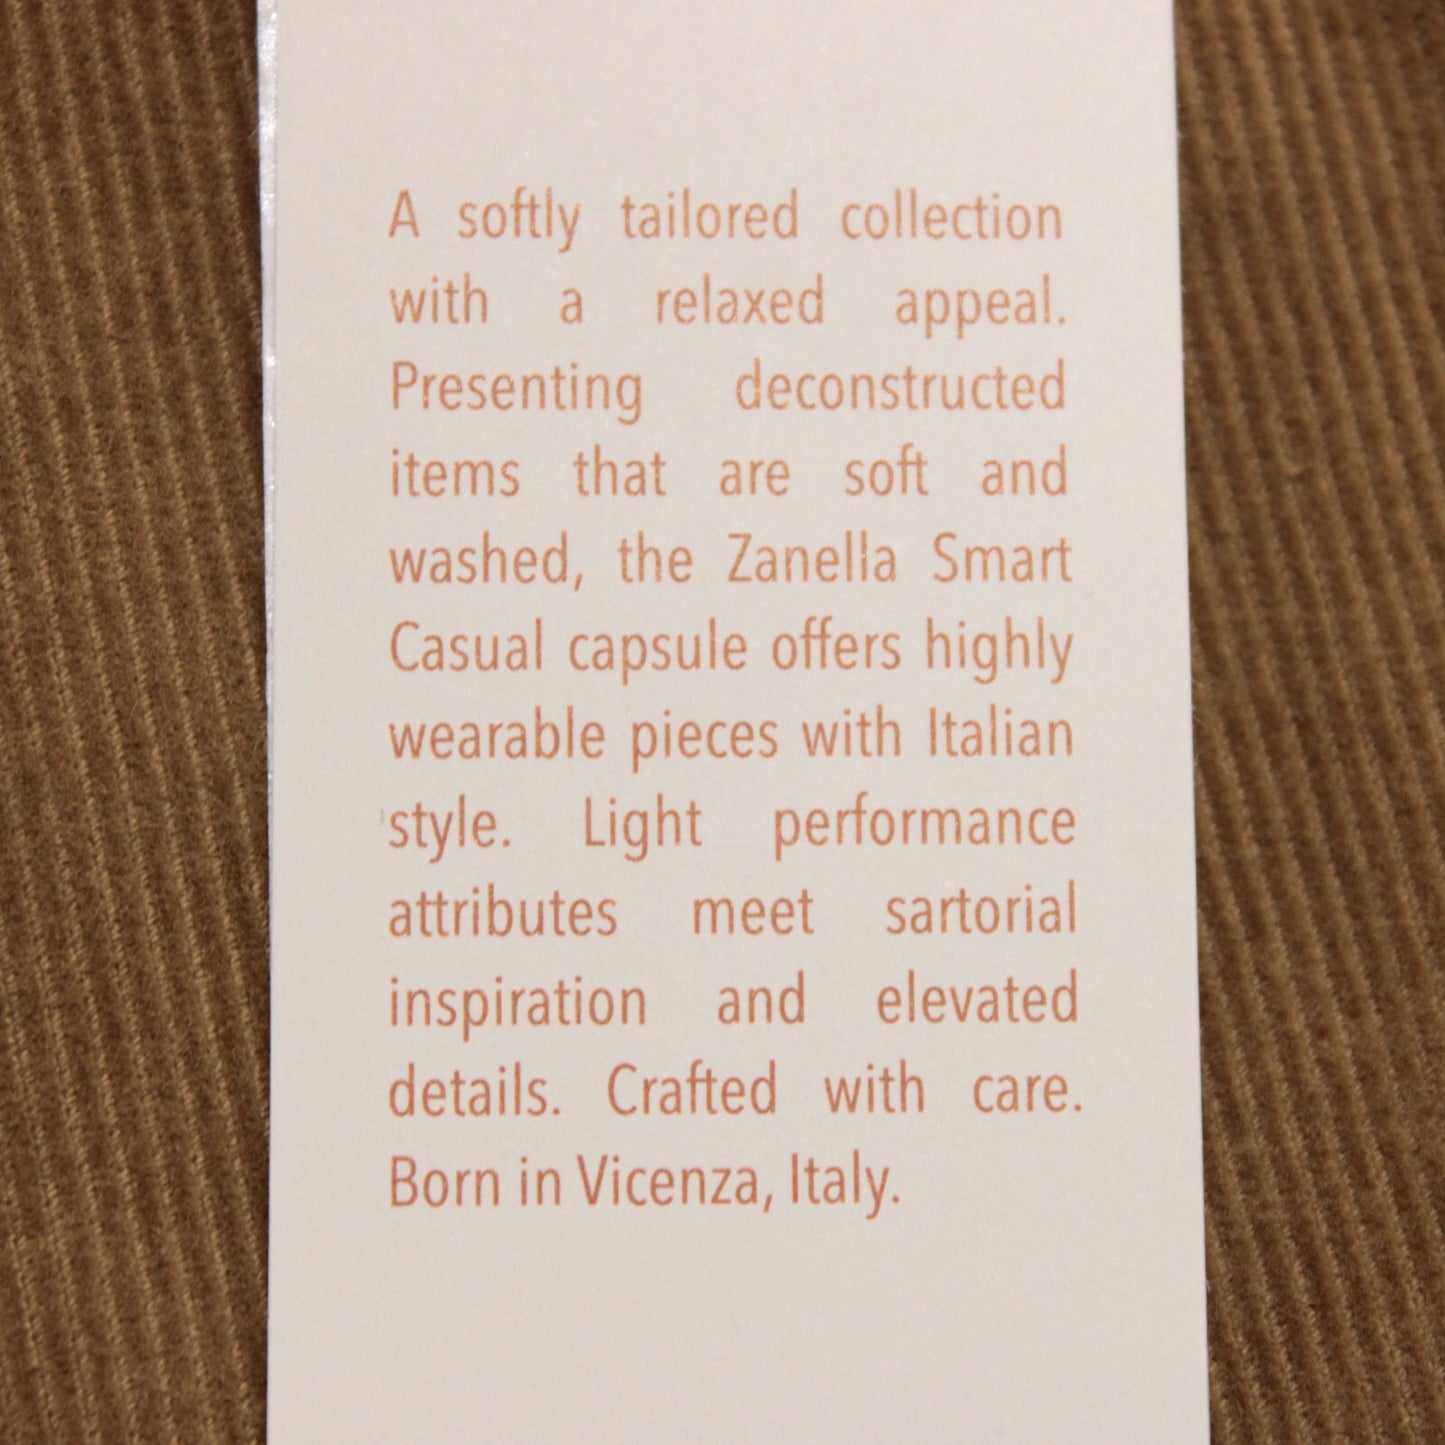 A softly tailored collection
with a relaxed appeal.
Presenting deconstructed
items that are soft and
washed, the Zanella Smart
Casual capsule offers highly
wearable pieces with Italian
style. Light performance
attributes meet sartorial
inspiration and elevated
details. Crafted with care.
Born in Vicenza, Italy.